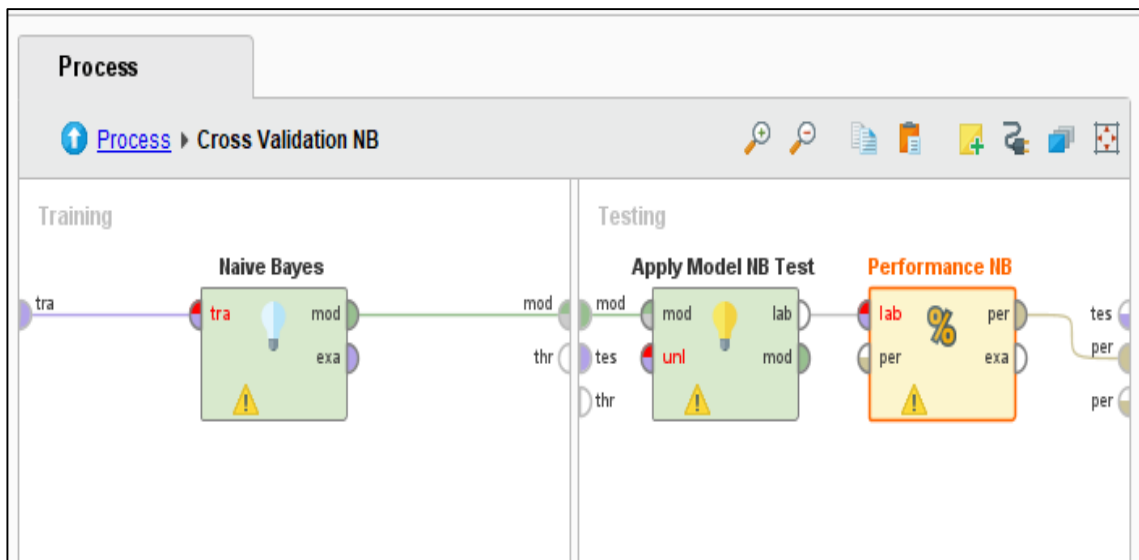 Process
Process Cross Validation NB
Training
Testing
Naive Bayes
Apply Model NB Test
Performance NB
tra
tra
mod
exa
mod
thr
mod
tes
thr
mod
unl
lab
mod
lab
per
%
per
exa
tes
per
per